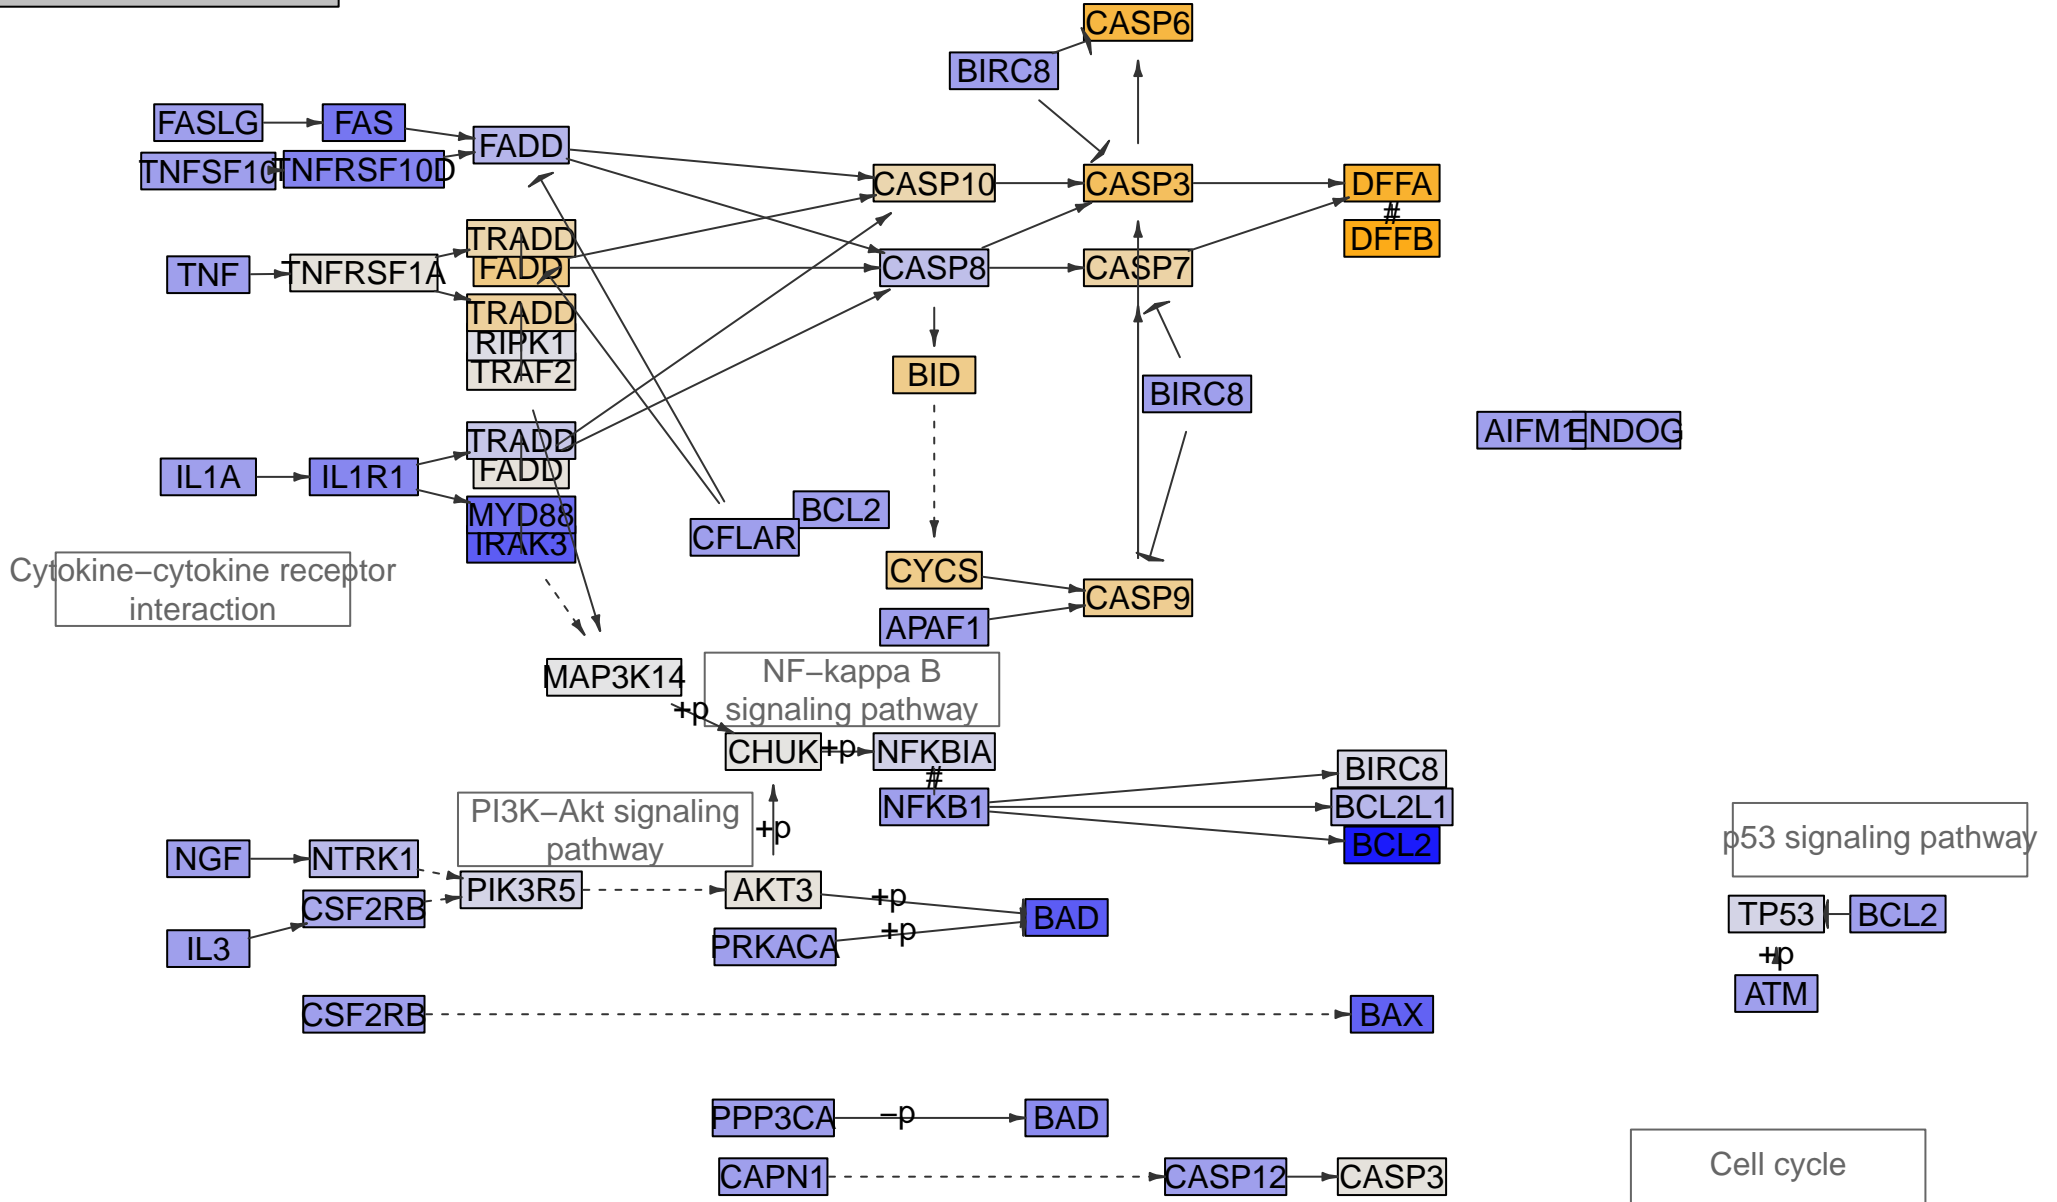 CASP6
BIRC8
FASLG
FAS
FADD
TNFSF10
TNFRSF10D
CASP10
CASP3
DFFA
#
DFFB
TRADD
FADD
TNF
TNFRSF1A
CASP8
CASP7
TRADD
RIPK1
TRAF2
BID
BIRC8
AIFM1
ENDOG
TRADD
FADD
IL1A
IL1R1
MYD88
IRAK3
BCL2
CFLAR
Cytokine−cytokine receptor
interaction
CYCS
CASP9
APAF1
MAP3K14
NF−kappa B
signaling pathway
+p
CHUK
+p
NFKBIA
#
NFKB1
BIRC8
BCL2L1
BCL2
PI3K−Akt signaling
pathway
+p
p53 signaling pathway
NGF
NTRK1
PIK3R5
AKT3
+p
BAD
CSF2RB
IL3
PRKACA
+p
TP53
BCL2
+p
ATM
CSF2RB
BAX
PPP3CA
−p
BAD
CAPN1
CASP12
CASP3
Cell cycle